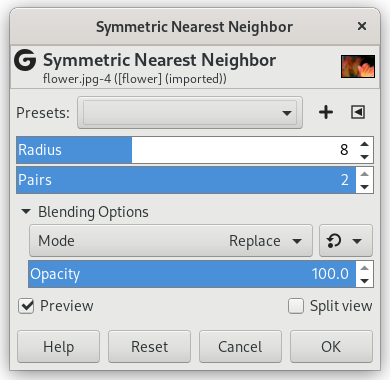 Symmetric Nearest Neighbor
Symmetric Nearest Neighbor
flower.jpg-4 ([flower] (imported))
Presets:
Radius 8
Pairs 2
Blending Options
Mode Replace
Opacity 100.0
Preview Split view
Help Reset Cancel OK